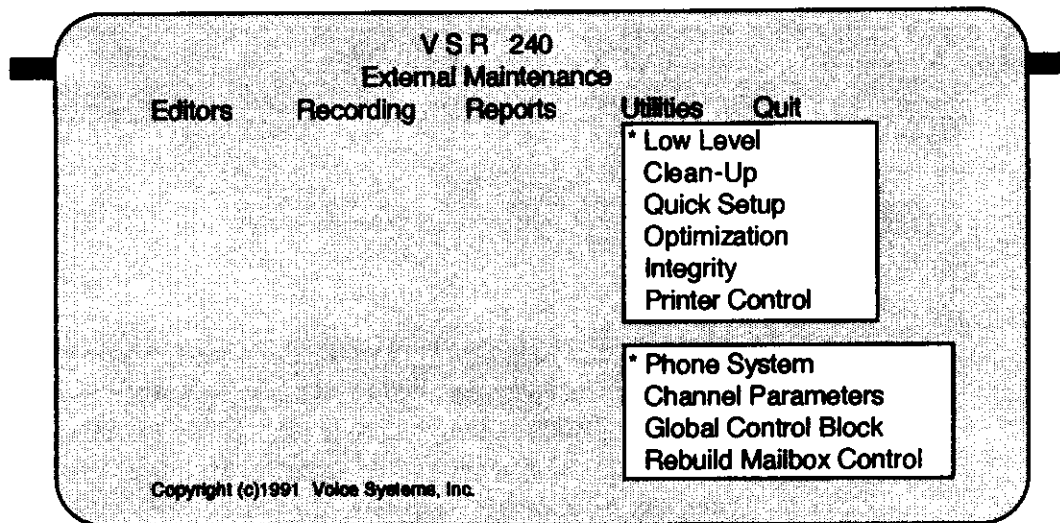 V S R 240
External Maintenance
Editors Recording Reports Utilities Quit
* Low Level
Clean-Up
Quick Setup
Optimization
Integrity
Printer Control
* Phone System
Channel Parameters
Global Control Block
Rebuild Mailbox Control
Copyright (c)1991 Voice Systems, Inc.